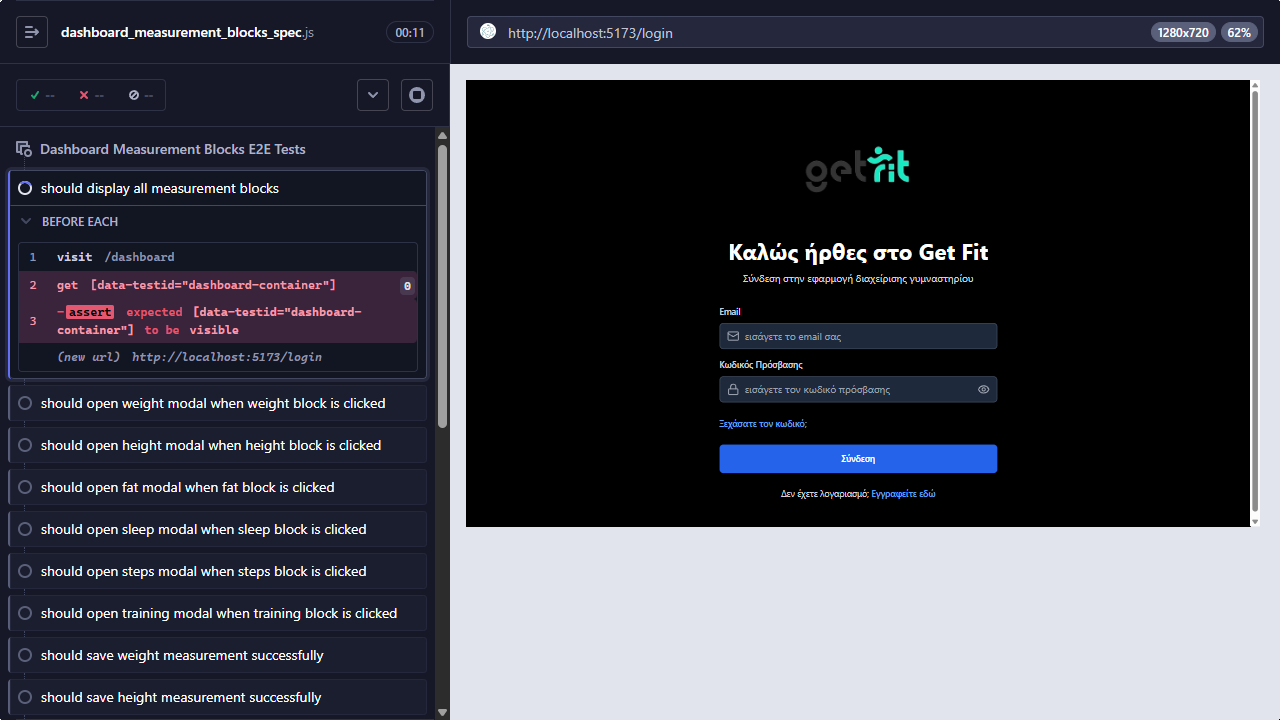 dashboard_measurement_blocks_spec.js
00:11
http://localhost:5173/login
1280x720
62%
--
--
--
Dashboard Measurement Blocks E2E Tests
should display all measurement blocks
BEFORE EACH
1 visit /dashboard
2 get [data-testid="dashboard-container"] 0
3 -assert expected [data-testid="dashboard-
container"] to be visible
(new url) http://localhost:5173/login
should open weight modal when weight block is clicked
should open height modal when height block is clicked
should open fat modal when fat block is clicked
should open sleep modal when sleep block is clicked
should open steps modal when steps block is clicked
should open training modal when training block is clicked
should save weight measurement successfully
should save height measurement successfully
getfit
Καλώς ήρθες στο Get Fit
Σύνδεση στην εφαρμογή διαχείρισης γυμναστηρίου
Email
εισάγετε το email σας
Κωδικός Πρόσβασης
εισάγετε τον κωδικό πρόσβασης
Ξεχάσατε τον κωδικό;
Σύνδεση
Δεν έχετε λογαριασμό; Εγγραφείτε εδώ